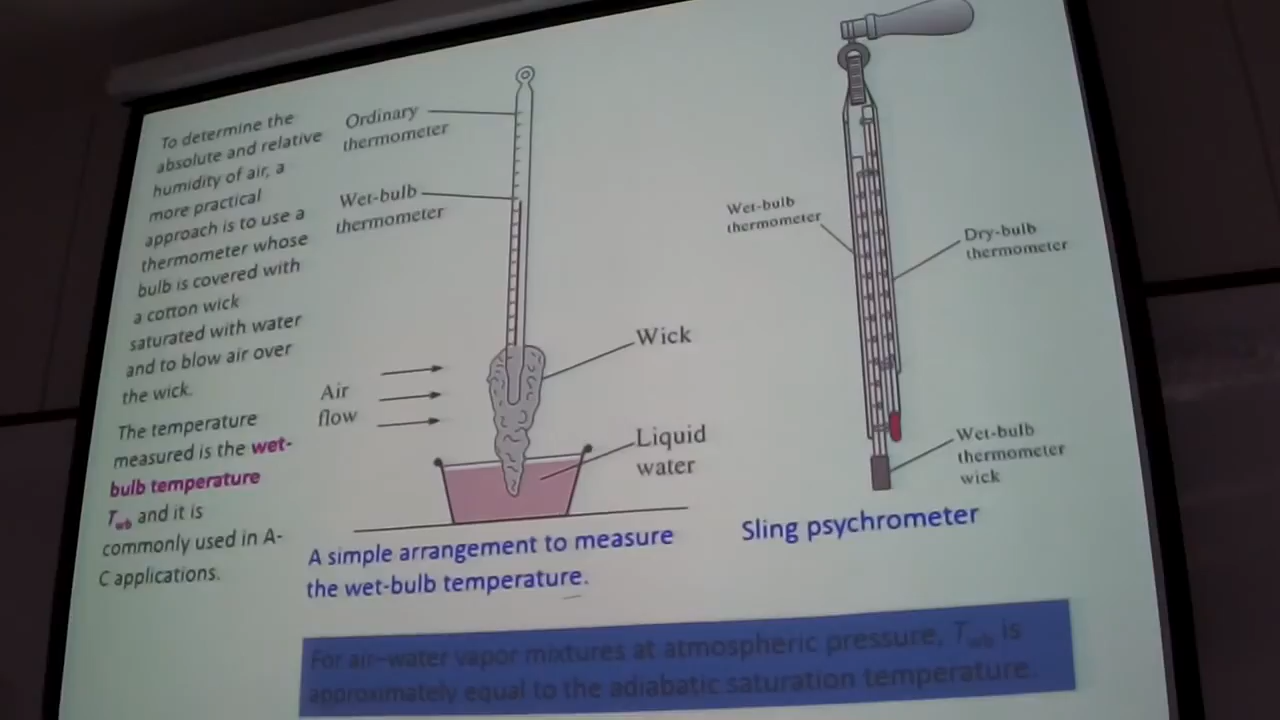 To determine the
absolute and relative
humidity of air, a
more practical
approach is to use a
thermometer whose
bulb is covered with
a cotton wick
saturated with water
and to blow air over
the wick.
The temperature
measured is the wet-
bulb temperature
Twb and it is
commonly used in A-
C applications.
Ordinary
thermometer
Wet-bulb
thermometer
Air
flow
Wick
Liquid
water
A simple arrangement to measure
the wet-bulb temperature.
Wet-bulb
thermometer
Dry-bulb
thermometer
Wet-bulb
thermometer
wick
Sling psychrometer
For air–water vapor mixtures at atmospheric pressure, Twb is
approximately equal to the adiabatic saturation temperature.